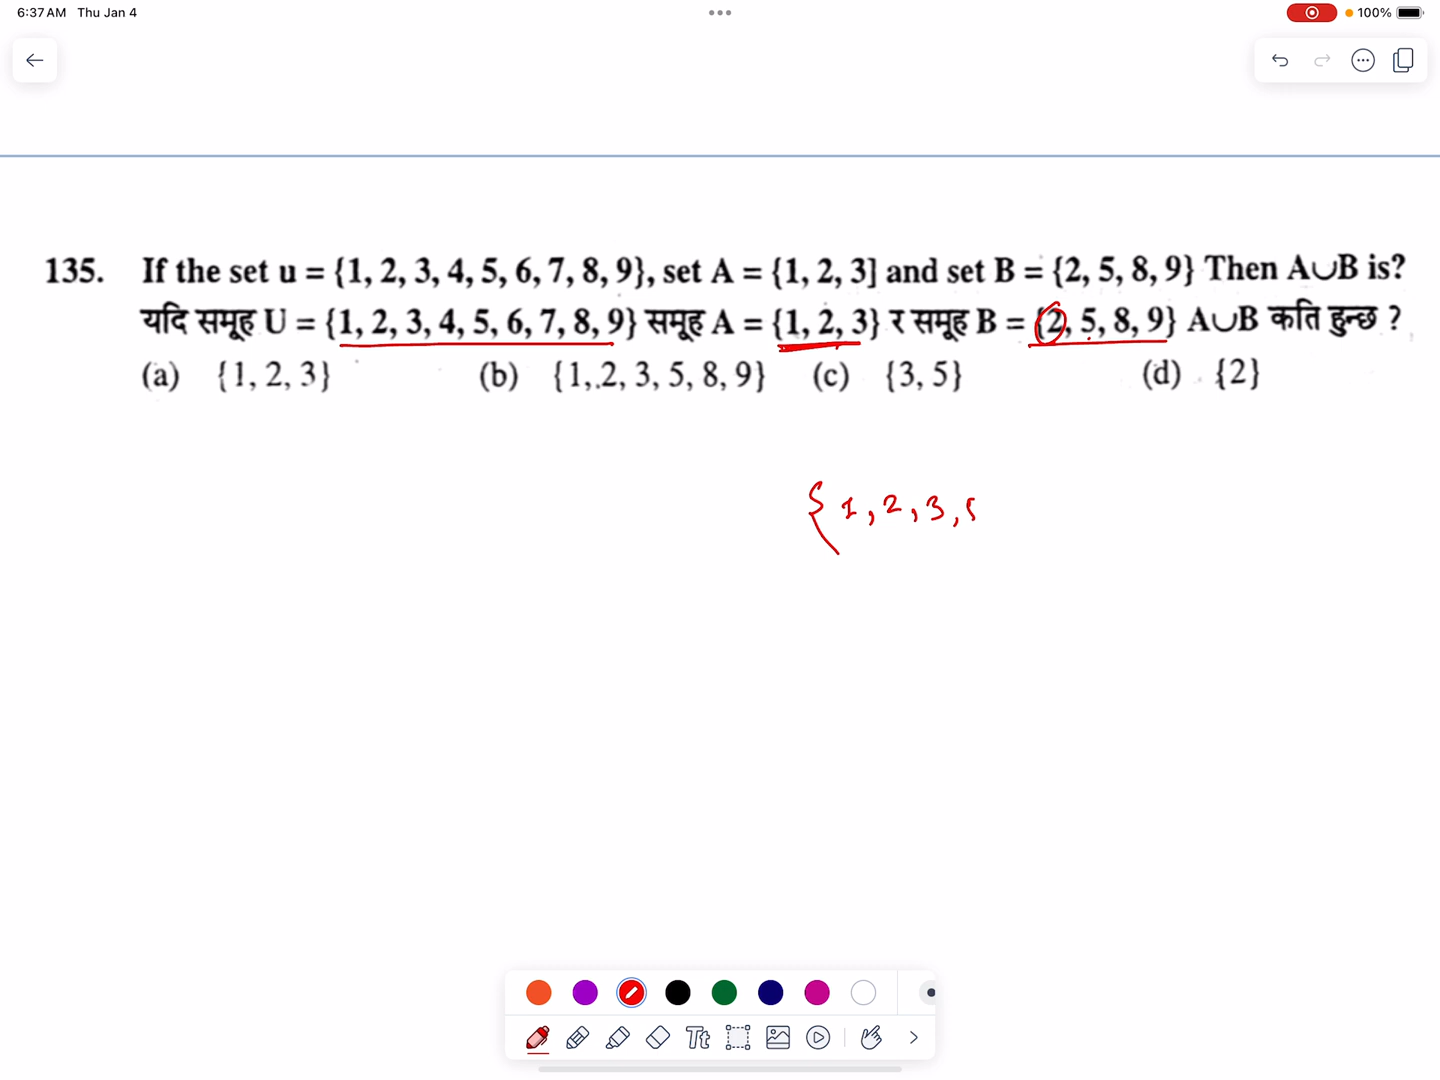 6:37 AM Thu Jan 4
100%
135. If the set u = {1, 2, 3, 4, 5, 6, 7, 8, 9}, set A = {1, 2, 3] and set B = {2, 5, 8, 9} Then A∪B is?
यदि समूह U = {1, 2, 3, 4, 5, 6, 7, 8, 9} समूह A = {1, 2, 3} र समूह B = {2, 5, 8, 9} A∪B कति हुन्छ ?
(a) {1, 2, 3} (b) {1, 2, 3, 5, 8, 9} (c) {3, 5} (d) {2}
{ 1, 2, 3,
Tt